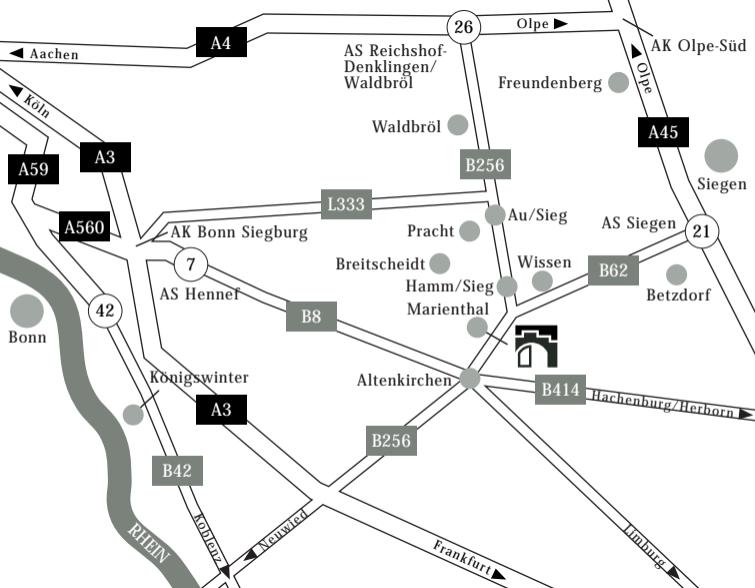 26
Olpe
A4
Aachen
AS Reichshof-
Denklingen/
Waldbröl
AK Olpe-Süd
Olpe
Freundenberg
Köln
Waldbröl
A45
A3
A59
B256
Siegen
L333
Au/Sieg
A560
AK Bonn Siegburg
Pracht
AS Siegen
21
7
Breitscheidt
Wissen
B62
AS Hennef
Hamm/Sieg
Betzdorf
42
Marienthal
Bonn
B8
Königswinter
Altenkirchen
B414
Hachenburg/Herborn
A3
B256
B42
Koblenz
Neuwied
RHEIN
Frankfurt
Limburg